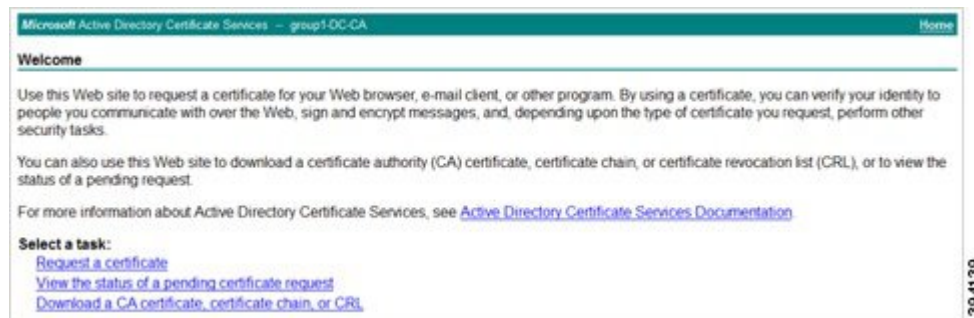 Microsoft Active Directory Certificate Services -- group1-DC-CA Home
Welcome
Use this Web site to request a certificate for your Web browser, e-mail client, or other program. By using a certificate, you can verify your identity to
people you communicate with over the Web, sign and encrypt messages, and, depending upon the type of certificate you request, perform other
security tasks.
You can also use this Web site to download a certificate authority (CA) certificate, certificate chain, or certificate revocation list (CRL), or to view the
status of a pending request.
For more information about Active Directory Certificate Services, see Active Directory Certificate Services Documentation.
Select a task:
Request a certificate
View the status of a pending certificate request
Download a CA certificate, certificate chain, or CRL